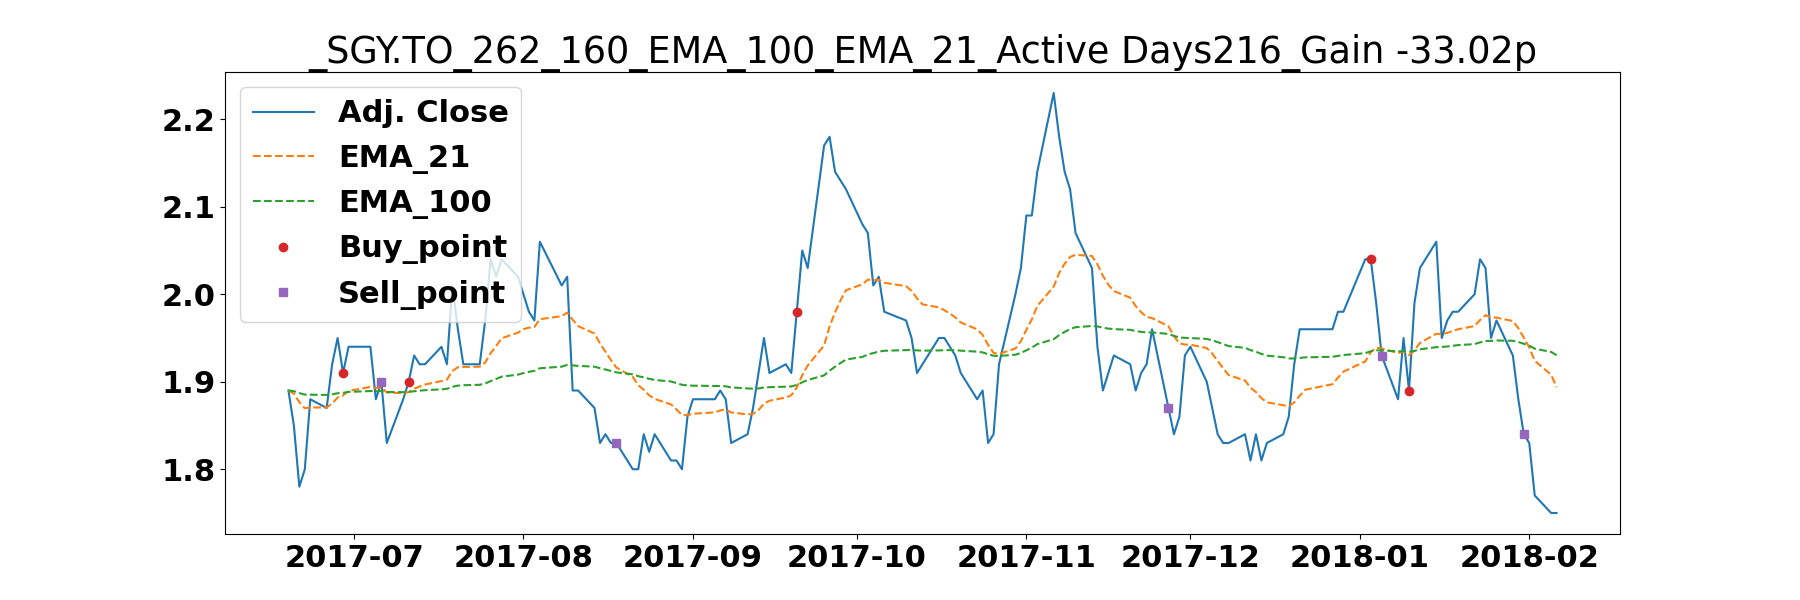 _SGY.TO_262_160_EMA_100_EMA_21_Active Days216_Gain -33.02p
Adj. Close
EMA_21
EMA_100
Buy_point
Sell_point
2.2
2.1
2.0
1.9
1.8
2017-07 2017-08 2017-09 2017-10 2017-11 2017-12 2018-01 2018-02